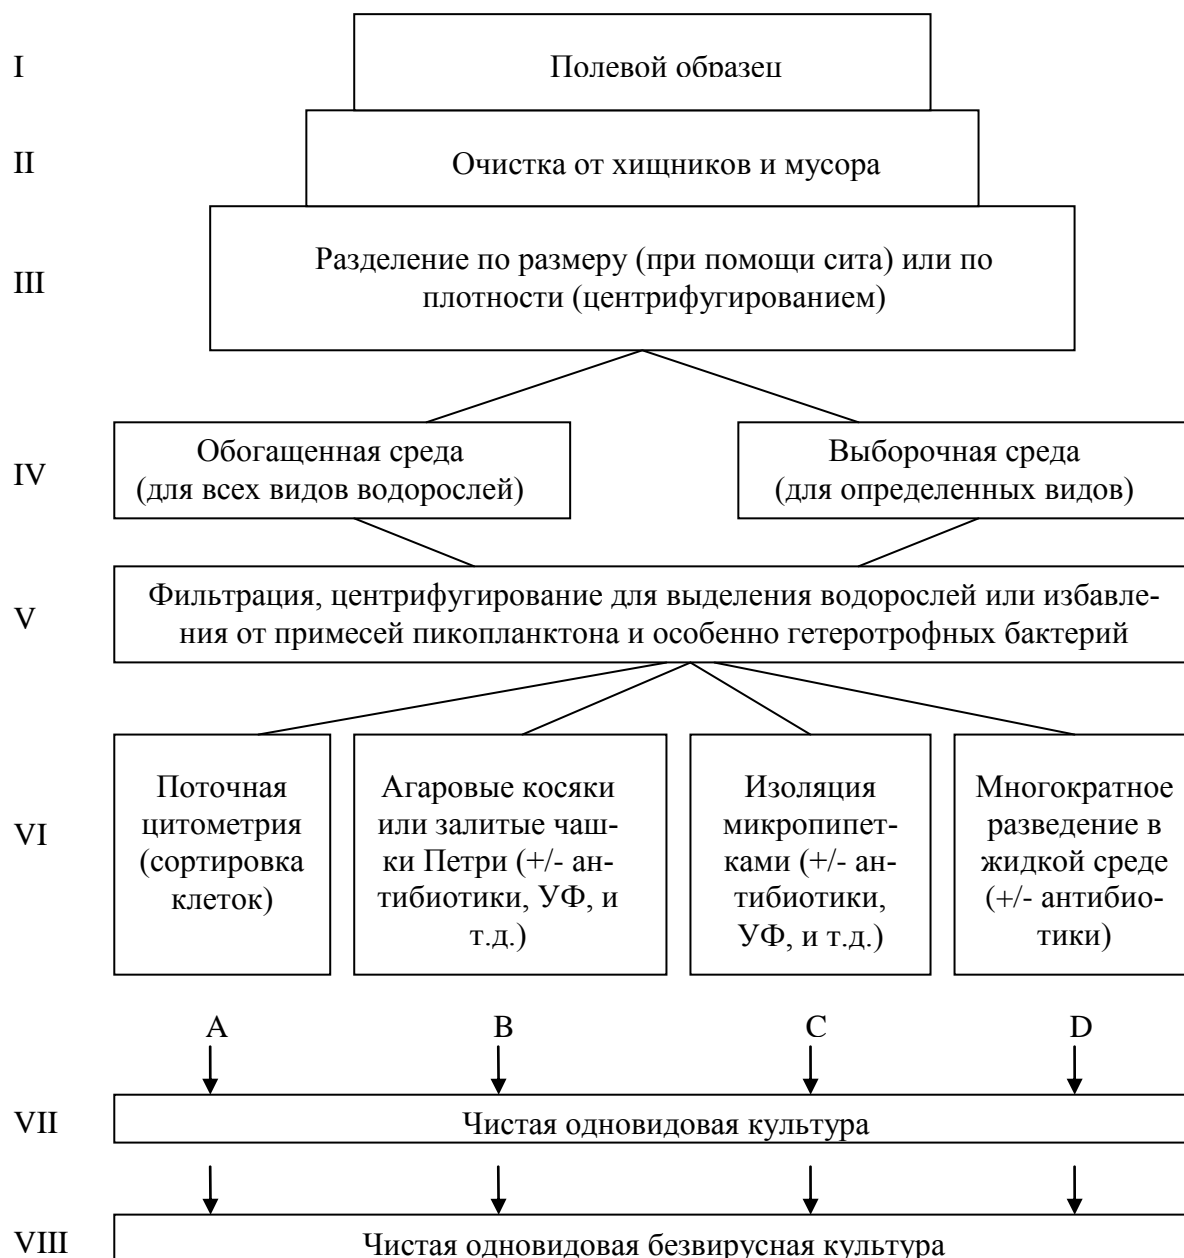 I
Полевой образец
II
Очистка от хищников и мусора
III
Разделение по размеру (при помощи сита) или по
плотности (центрифугированием)
IV
Обогащенная среда
(для всех видов водорослей)
Выборочная среда
(для определенных видов)
V
Фильтрация, центрифугирование для выделения водорослей или избавле-
ния от примесей пикопланктона и особенно гетеротрофных бактерий
VI
Поточная
цитометрия
(сортировка
клеток)
Агаровые косяки
или залитые чаш-
ки Петри (+/- ан-
тибиотики, УФ, и
т.д.)
Изоляция
микропипет-
ками (+/- ан-
тибиотики,
УФ, и т.д.)
Многократное
разведение в
жидкой среде
(+/- антибио-
тики)
A B C D
VII
Чистая одновидовая культура
VIII
Чистая одновидовая безвирусная культура